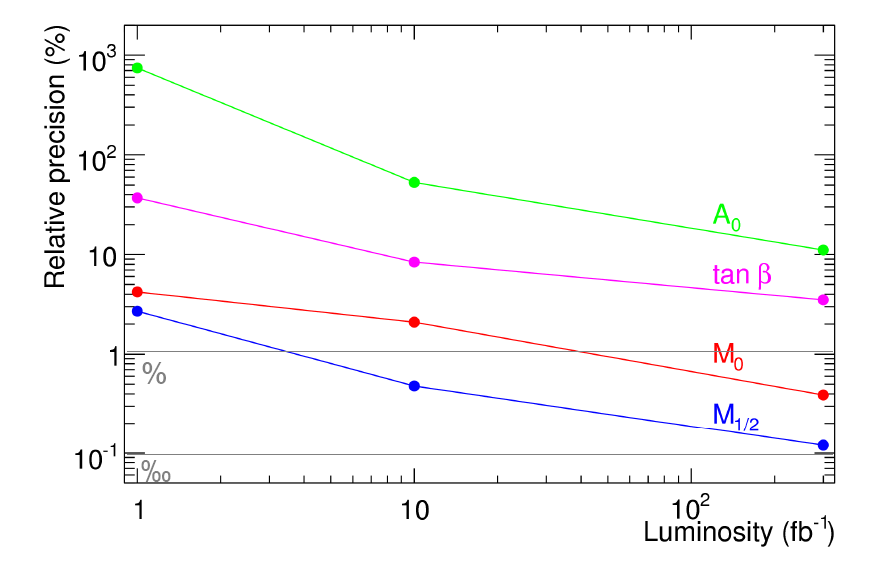 Relative precision (%)
10³
10²
10
1
10⁻¹
%
‰
A₀
tan β
M₀
M₁/₂
1
10
10²
Luminosity (fb⁻¹)